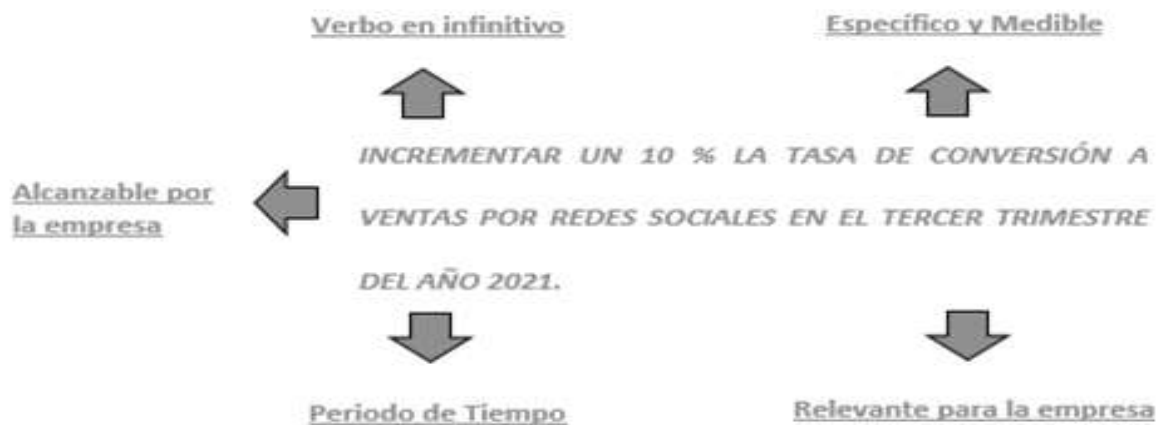 Verbo en infinitivo
Específico y Medible
INCREMENTAR UN 10 % LA TASA DE CONVERSIÓN A
Alcanzable por
la empresa
VENTAS POR REDES SOCIALES EN EL TERCER TRIMESTRE
DEL AÑO 2021.
Periodo de Tiempo
Relevante para la empresa